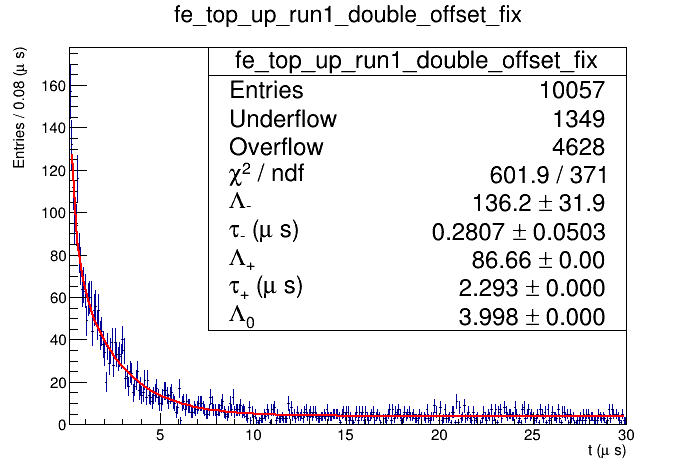 fe_top_up_run1_double_offset_fix
Entries / 0.08 (μ s)
fe_top_up_run1_double_offset_fix
Entries 10057
Underflow 1349
Overflow 4628
χ² / ndf 601.9 / 371
Λ₋ 136.2 ± 31.9
τ₋ (μ s) 0.2807 ± 0.0503
Λ₊ 86.66 ± 0.00
τ₊ (μ s) 2.293 ± 0.000
Λ₀ 3.998 ± 0.000
160
140
120
100
80
60
40
20
0
5 10 15 20 25 30
t (μ s)